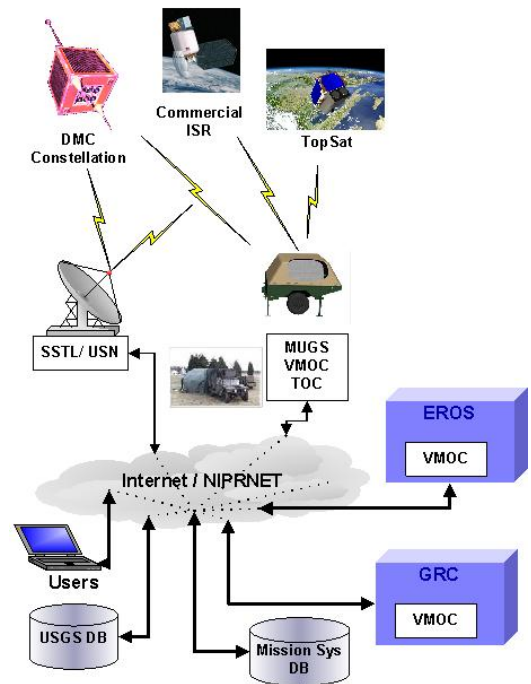 DMC
Constellation
Commercial
ISR
TopSat
SSTL/ USN
MUGS
VMOC
TOC
EROS
VMOC
Internet / NIPRNET
Users
GRC
VMOC
USGS DB
Mission Sys
DB